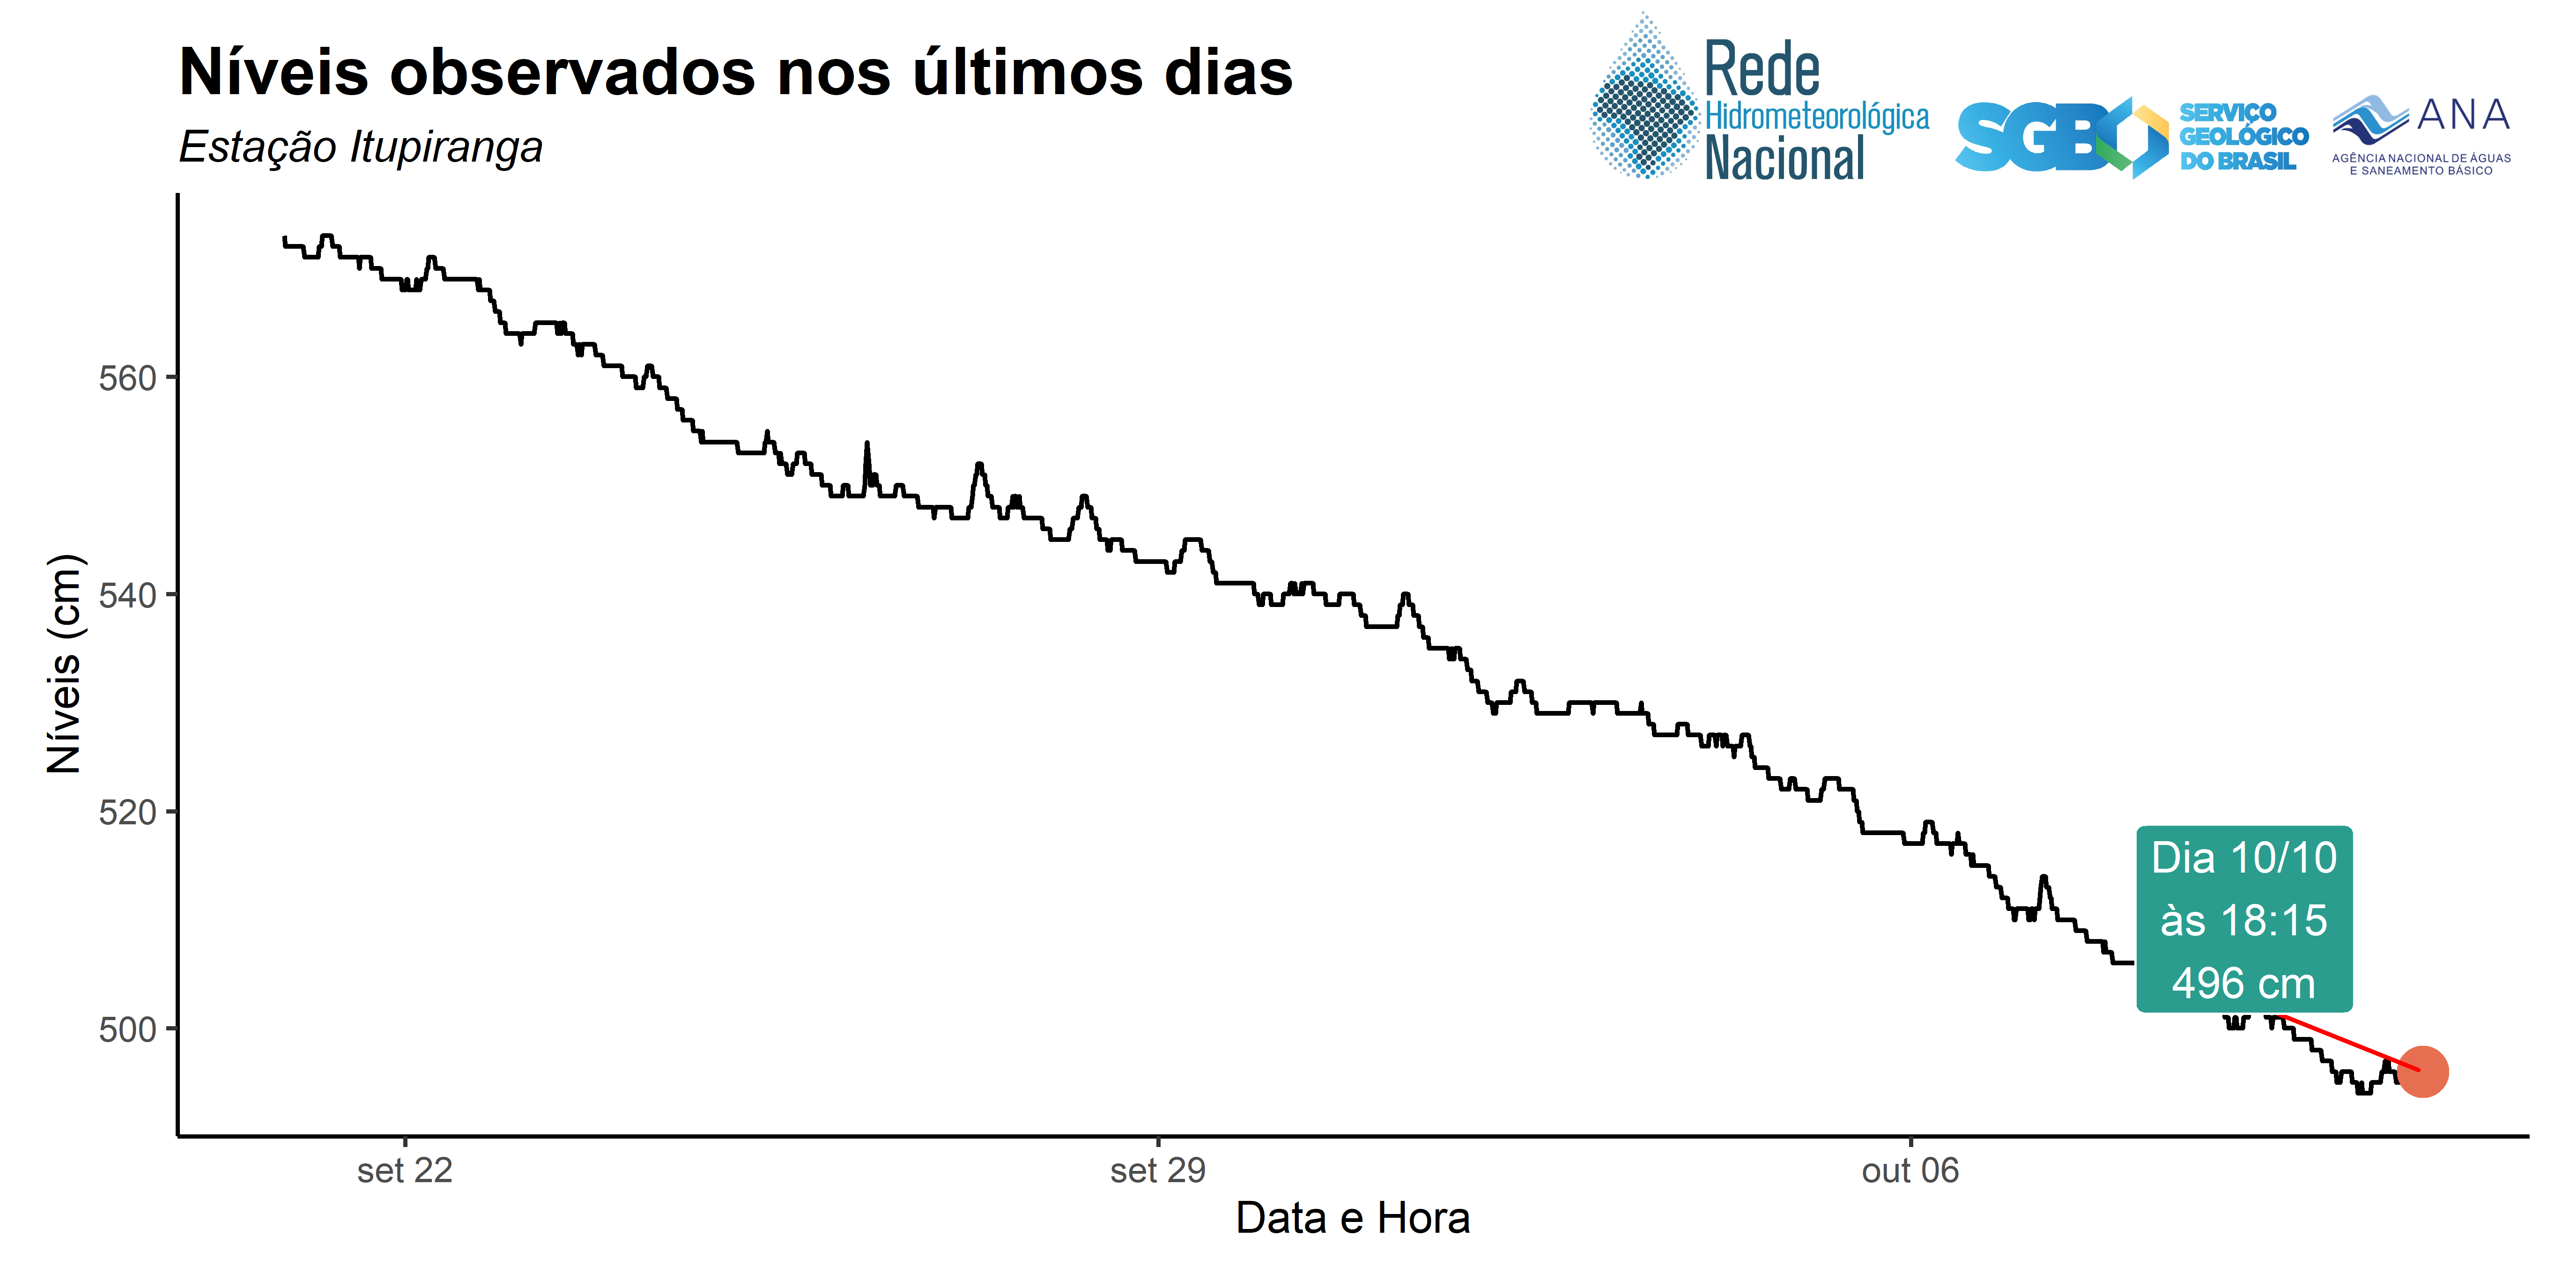 Níveis observados nos últimos dias
Estação Itupiranga
Rede
Hidrometeorológica
Nacional
SGB
SERVIÇO
GEOLÓGICO
DO BRASIL
ANA
AGÊNCIA NACIONAL DE ÁGUAS
E SANEAMENTO BÁSICO
Níveis (cm)
560
540
520
500
Dia 10/10
às 18:15
496 cm
set 22
set 29
out 06
Data e Hora